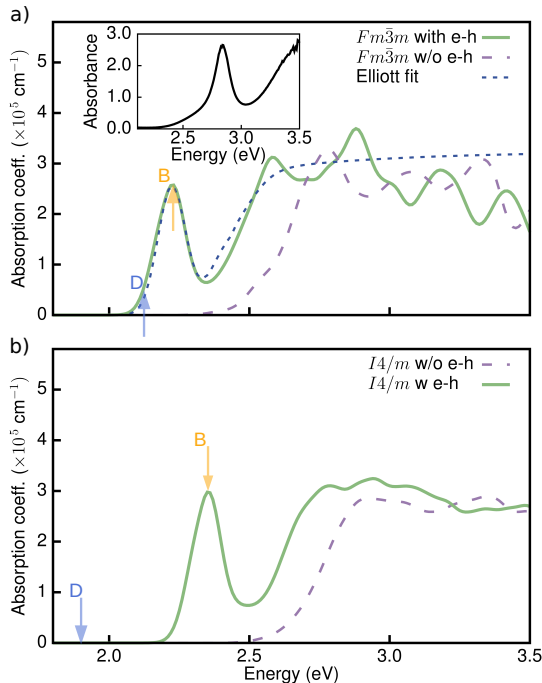 a)
Fm3̄m with e-h
Fm3̄m w/o e-h
Elliott fit
Absorption coeff. (×10⁵ cm⁻¹)
5
4
3
2
1
0
B
D
Absorbance
3.0
2.0
1.0
0.0
2.5 3 3.5
Energy (eV)
b)
I4/m w/o e-h
I4/m w e-h
Absorption coeff. (×10⁵ cm⁻¹)
5
4
3
2
1
0
B
D
2.0 2.5 3.0 3.5
Energy (eV)